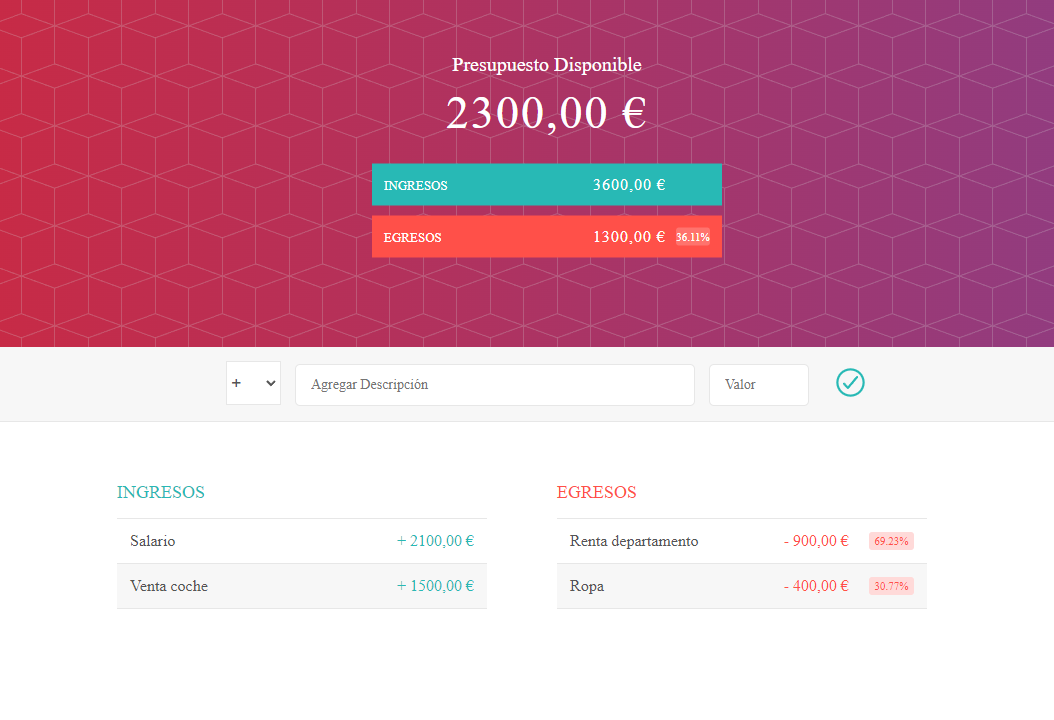 Presupuesto Disponible
2300,00 €
INGRESOS 3600,00 €
EGRESOS 1300,00 € 36.11%
+ Agregar Descripción Valor
INGRESOS
Salario + 2100,00 €
Venta coche + 1500,00 €
EGRESOS
Renta departamento - 900,00 € 69.23%
Ropa - 400,00 € 30.77%